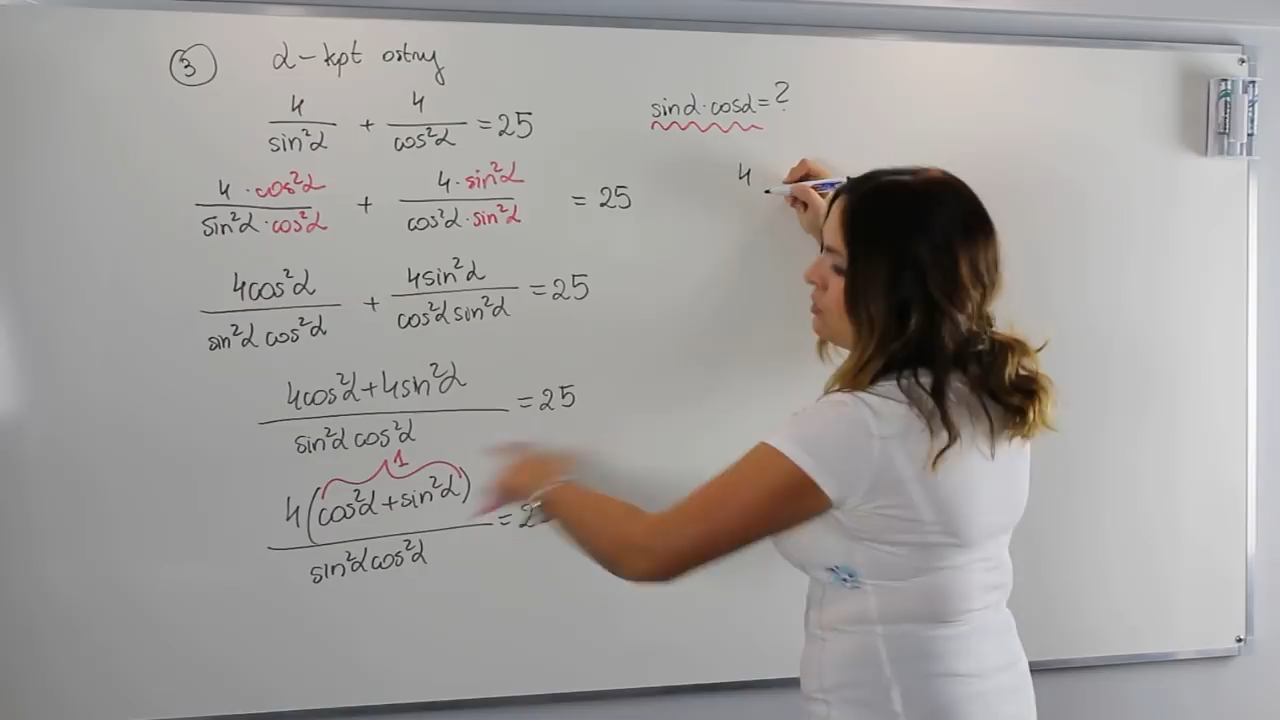 3 α – kąt ostry
4/sin²α + 4/cos²α = 25
4·cos²α/sin²α·cos²α + 4·sin²α/cos²α·sin²α = 25
4cos²α/sin²α cos²α + 4sin²α/cos²α sin²α = 25
4cos²α+4sin²α/sin²α cos²α = 25
1
4(cos²α+sin²α)/sin²α cos²α = 2
sinα·cosα=?
4